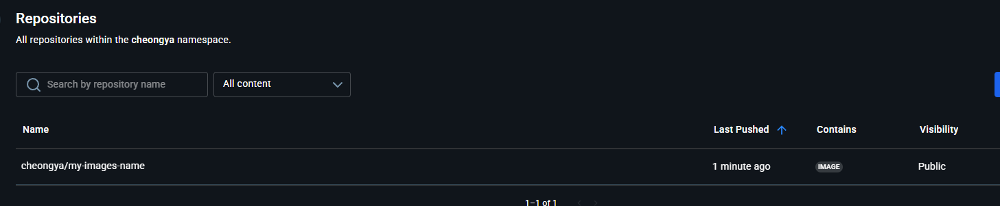 Repositories
All repositories within the cheongya namespace.
Search by repository name All content
Name Last Pushed Contains Visibility
cheongya/my-images-name 1 minute ago IMAGE Public
1–1 of 1